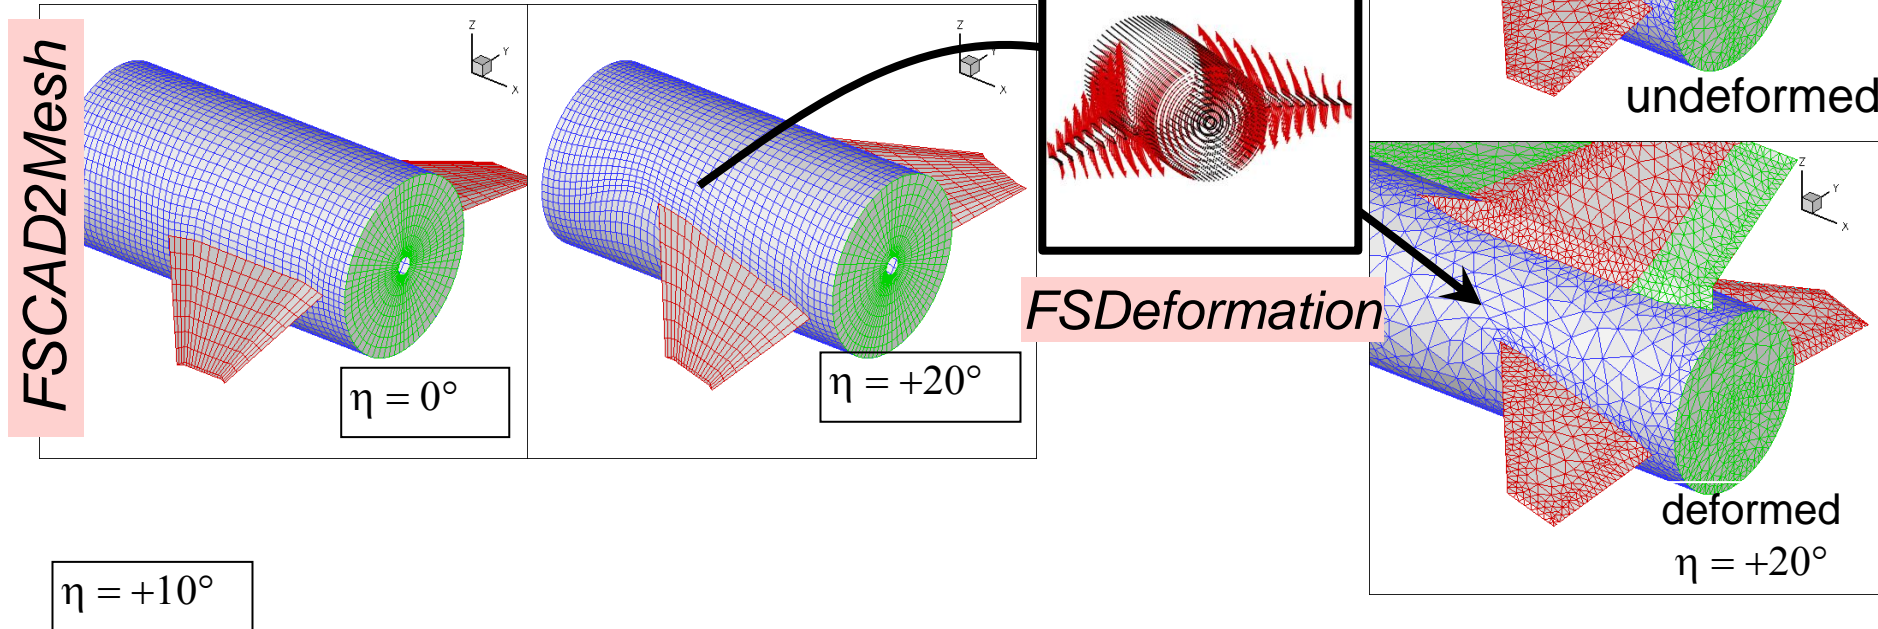 FSCAD2Mesh
Z
Y
X
η = 0°
Z
Y
X
η = +20°
FSDeformation
undeformed
Z
Y
X
deformed
η = +20°
η = +10°